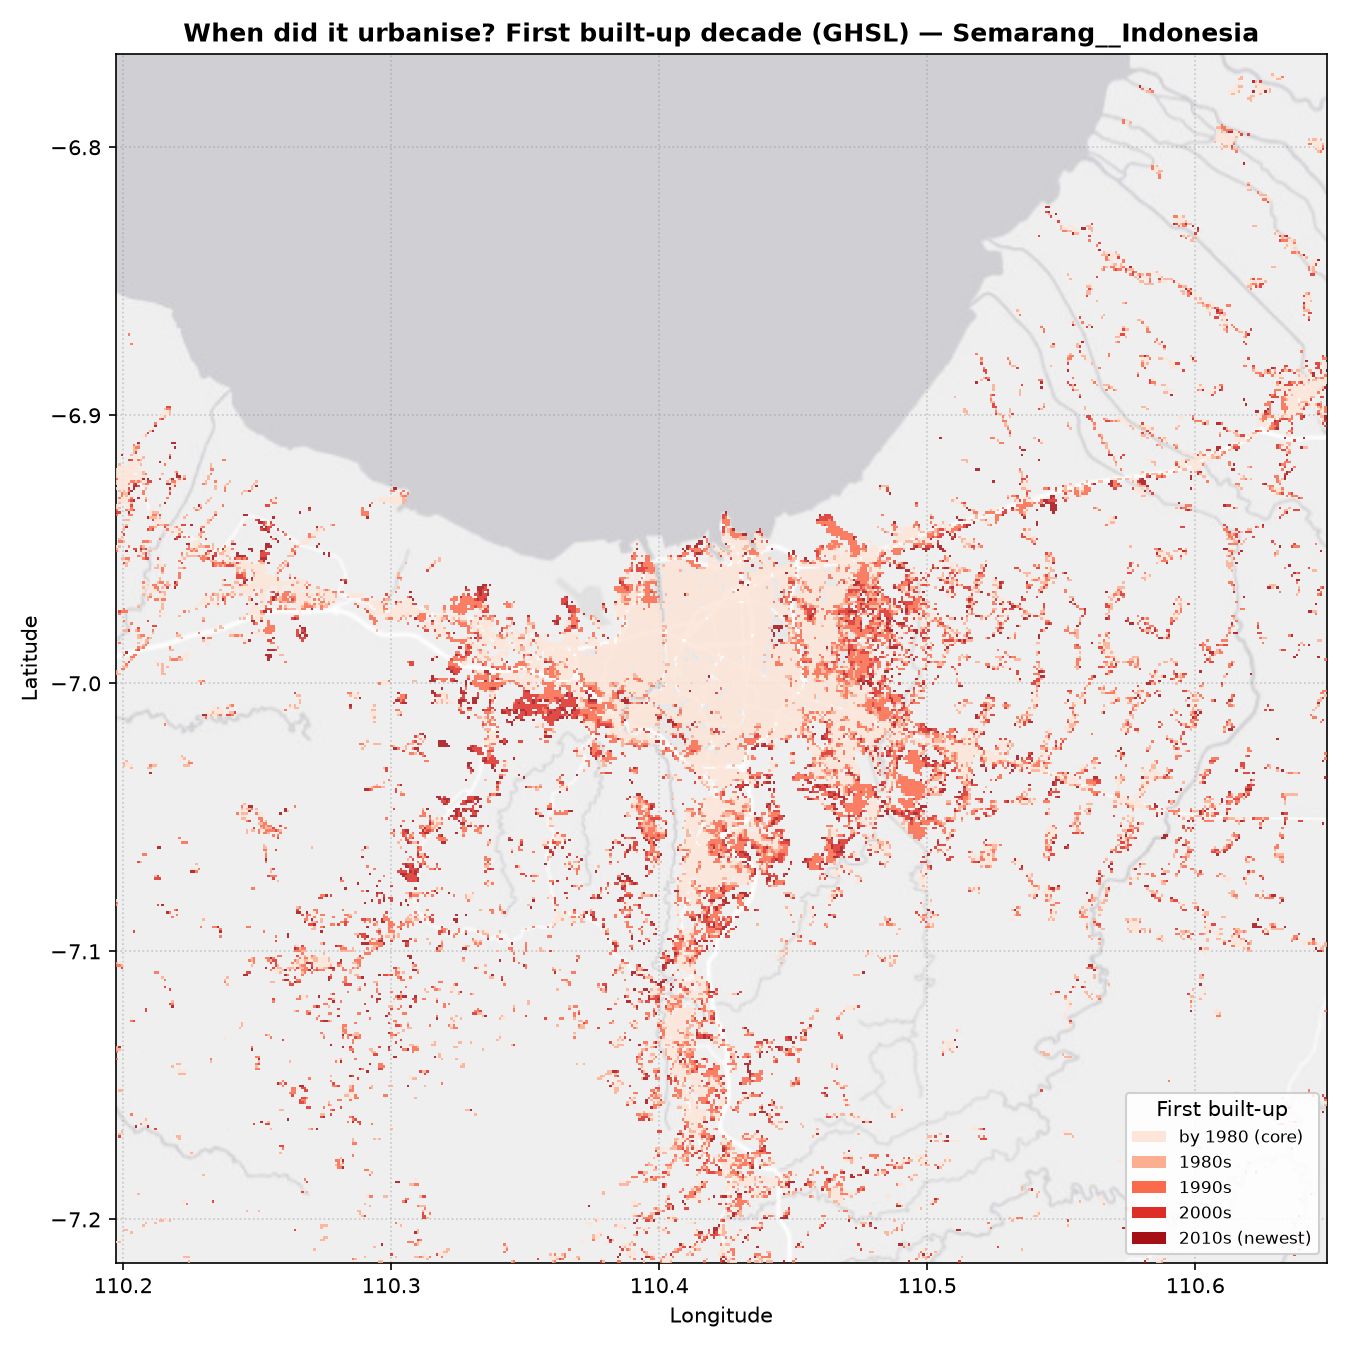 When did it urbanise? First built-up decade (GHSL) — Semarang__Indonesia
−6.8
−6.9
−7.0
−7.1
−7.2
Latitude
110.2
110.3
110.4
110.5
110.6
Longitude
First built-up
by 1980 (core)
1980s
1990s
2000s
2010s (newest)